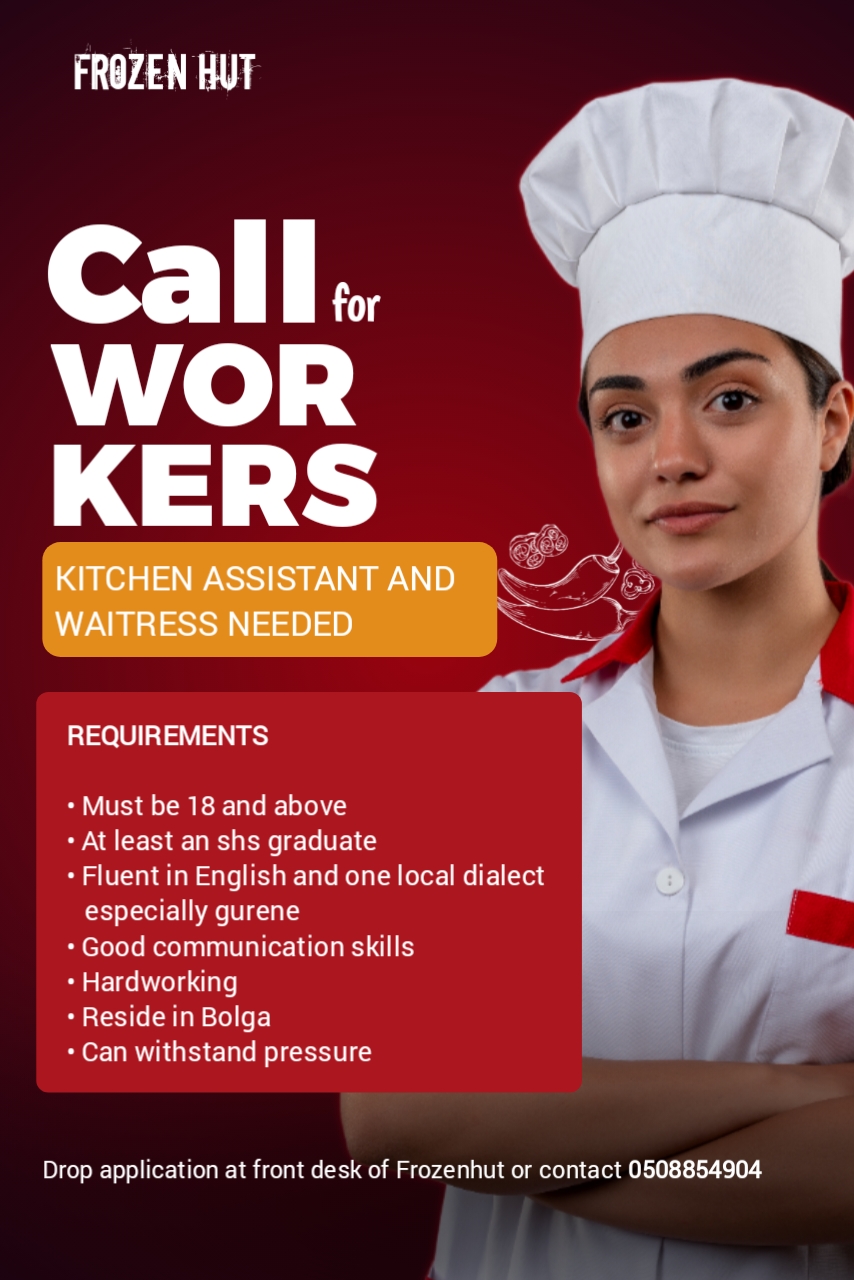 FROZEN HUT
Call for
WOR
KERS
KITCHEN ASSISTANT AND
WAITRESS NEEDED
REQUIREMENTS
• Must be 18 and above
• At least an shs graduate
• Fluent in English and one local dialect
especially gurene
• Good communication skills
• Hardworking
• Reside in Bolga
• Can withstand pressure
Drop application at front desk of Frozenhut or contact 0508854904